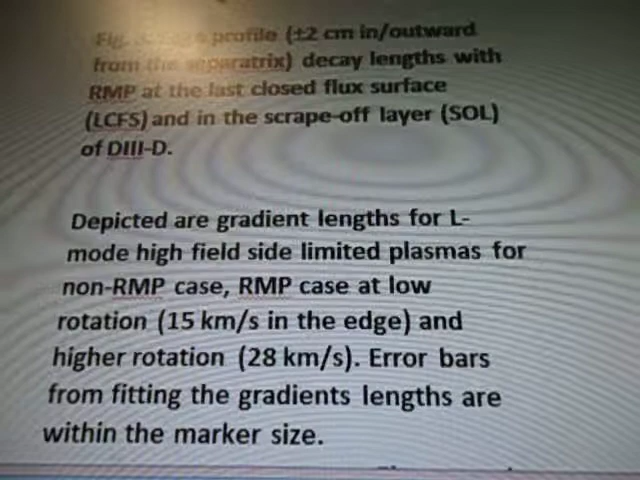 profile (±2 cm in/outward
from the separatrix) decay lengths with
RMP at the last closed flux surface
(LCFS) and in the scrape-off layer (SOL)
of DIII-D.
Depicted are gradient lengths for L-
mode high field side limited plasmas for
non-RMP case, RMP case at low
rotation (15 km/s in the edge) and
higher rotation (28 km/s). Error bars
from fitting the gradients lengths are
within the marker size.